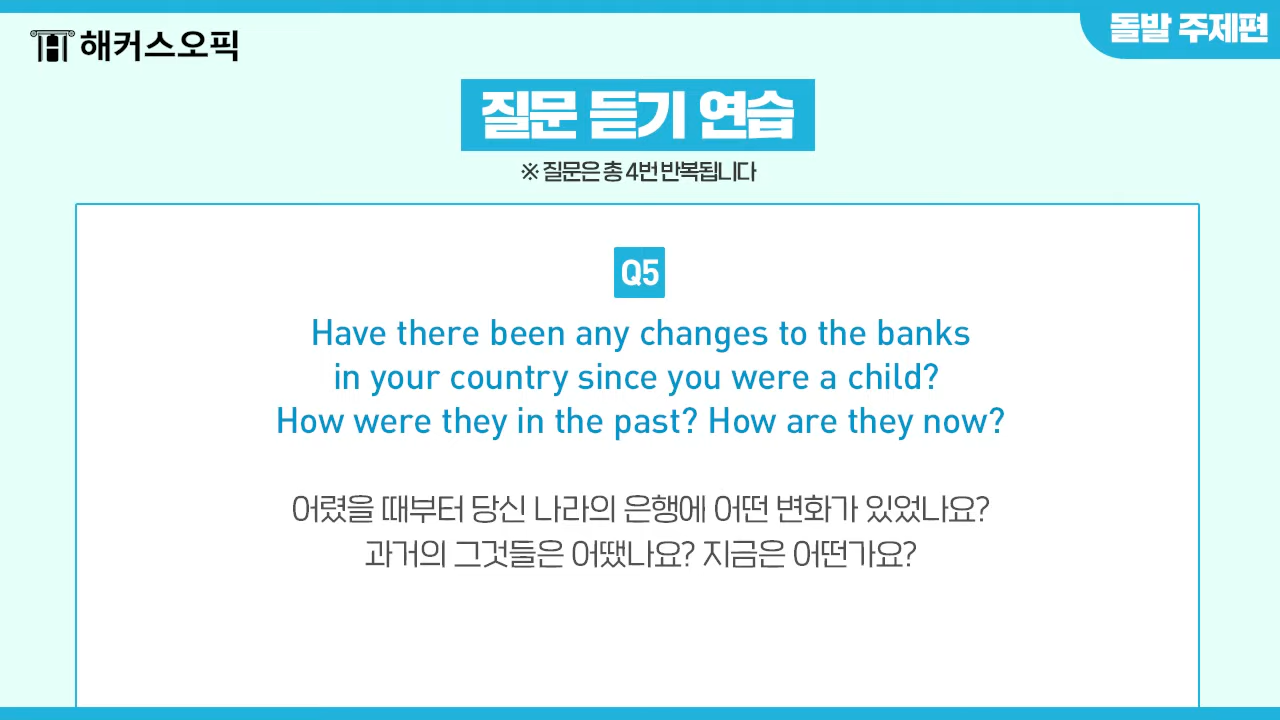 해커스오픽
돌발 주제편
질문 듣기 연습
※ 질문은 총 4번 반복됩니다
Q5
Have there been any changes to the banks
in your country since you were a child?
How were they in the past? How are they now?
어렸을 때부터 당신 나라의 은행에 어떤 변화가 있었나요?
과거의 그것들은 어땠나요? 지금은 어떤가요?